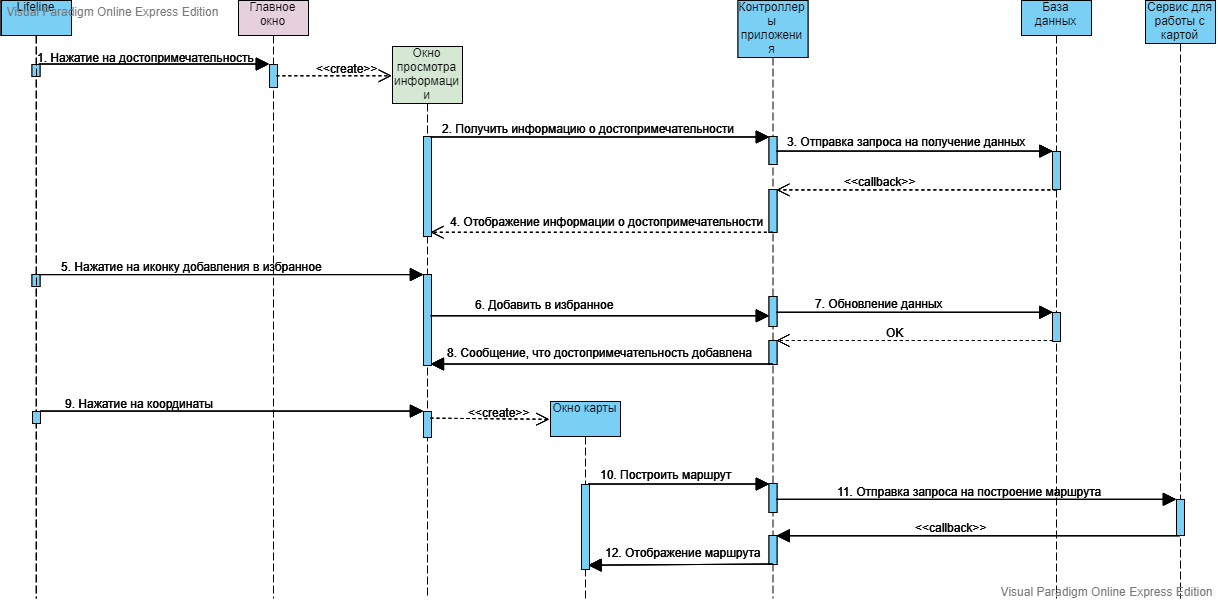 Lifeline
Visual Paradigm Online Express Edition
Главное
окно
Контроллер
ы
приложени
я
База
данных
Сервис для
работы с
картой
1. Нажатие на достопримечательность
<<create>>
Окно
просмотра
информаци
и
2. Получить информацию о достопримечательности
3. Отправка запроса на получение данных
<<callback>>
4. Отображение информации о достопримечательности
5. Нажатие на иконку добавления в избранное
6. Добавить в избранное
7. Обновление данных
OK
8. Сообщение, что достопримечательность добавлена
9. Нажатие на координаты
<<create>>
Окно карты
10. Построить маршрут
11. Отправка запроса на построение маршрута
<<callback>>
12. Отображение маршрута
Visual Paradigm Online Express Edition